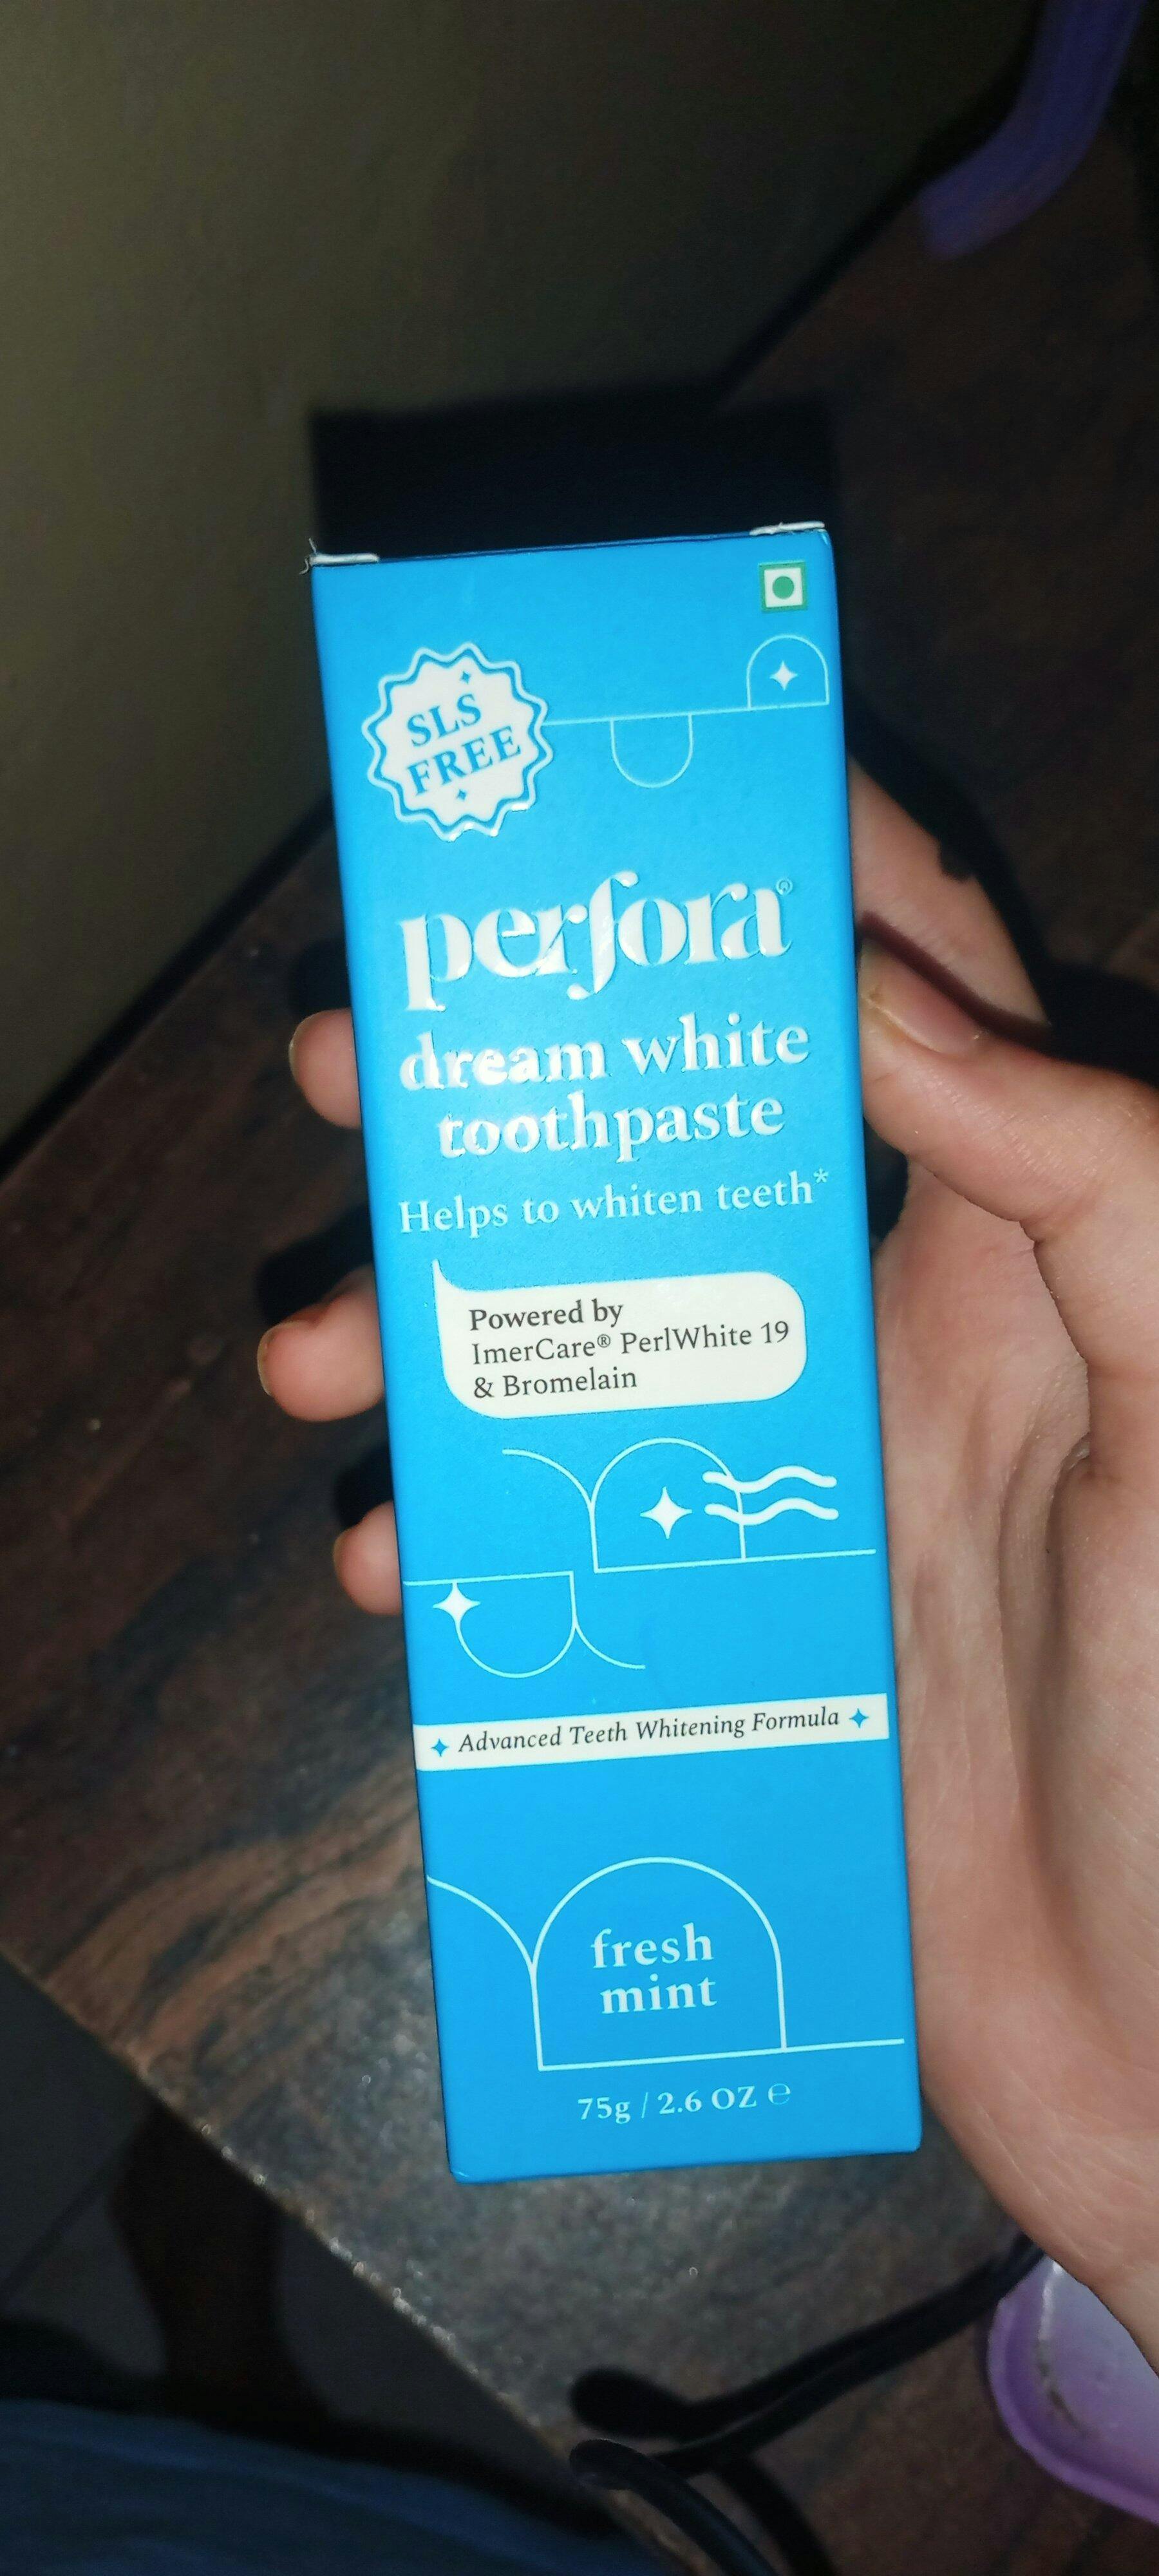 SLS
FREE
perfora®
dream white
toothpaste
Helps to whiten teeth*
Powered by
ImerCare® PerlWhite 19
& Bromelain
Advanced Teeth Whitening Formula
fresh
mint
75g / 2.6 OZ ℮